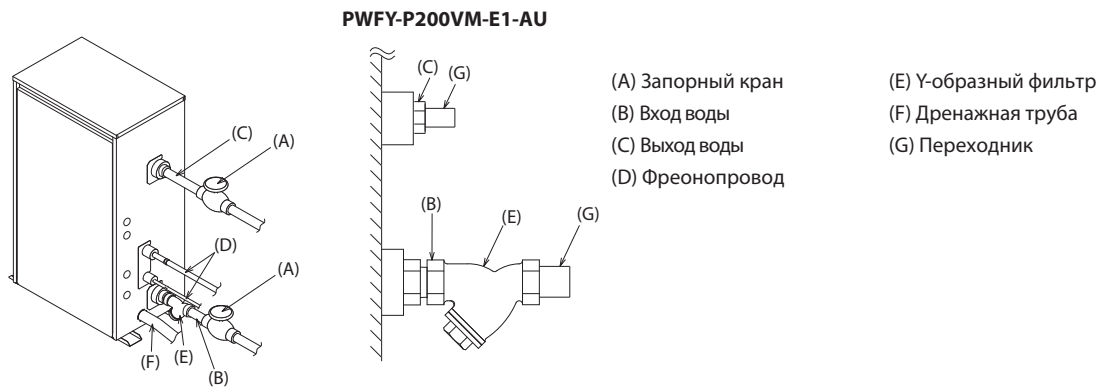 PWFY-P200VM-E1-AU
(C)
(A)
(D)
(A)
(F)
(E)
(B)
(C)
(G)
(B)
(E)
(G)
(A) Запорный кран
(B) Вход воды
(C) Выход воды
(D) Фреонопровод
(E) Y-образный фильтр
(F) Дренажная труба
(G) Переходник